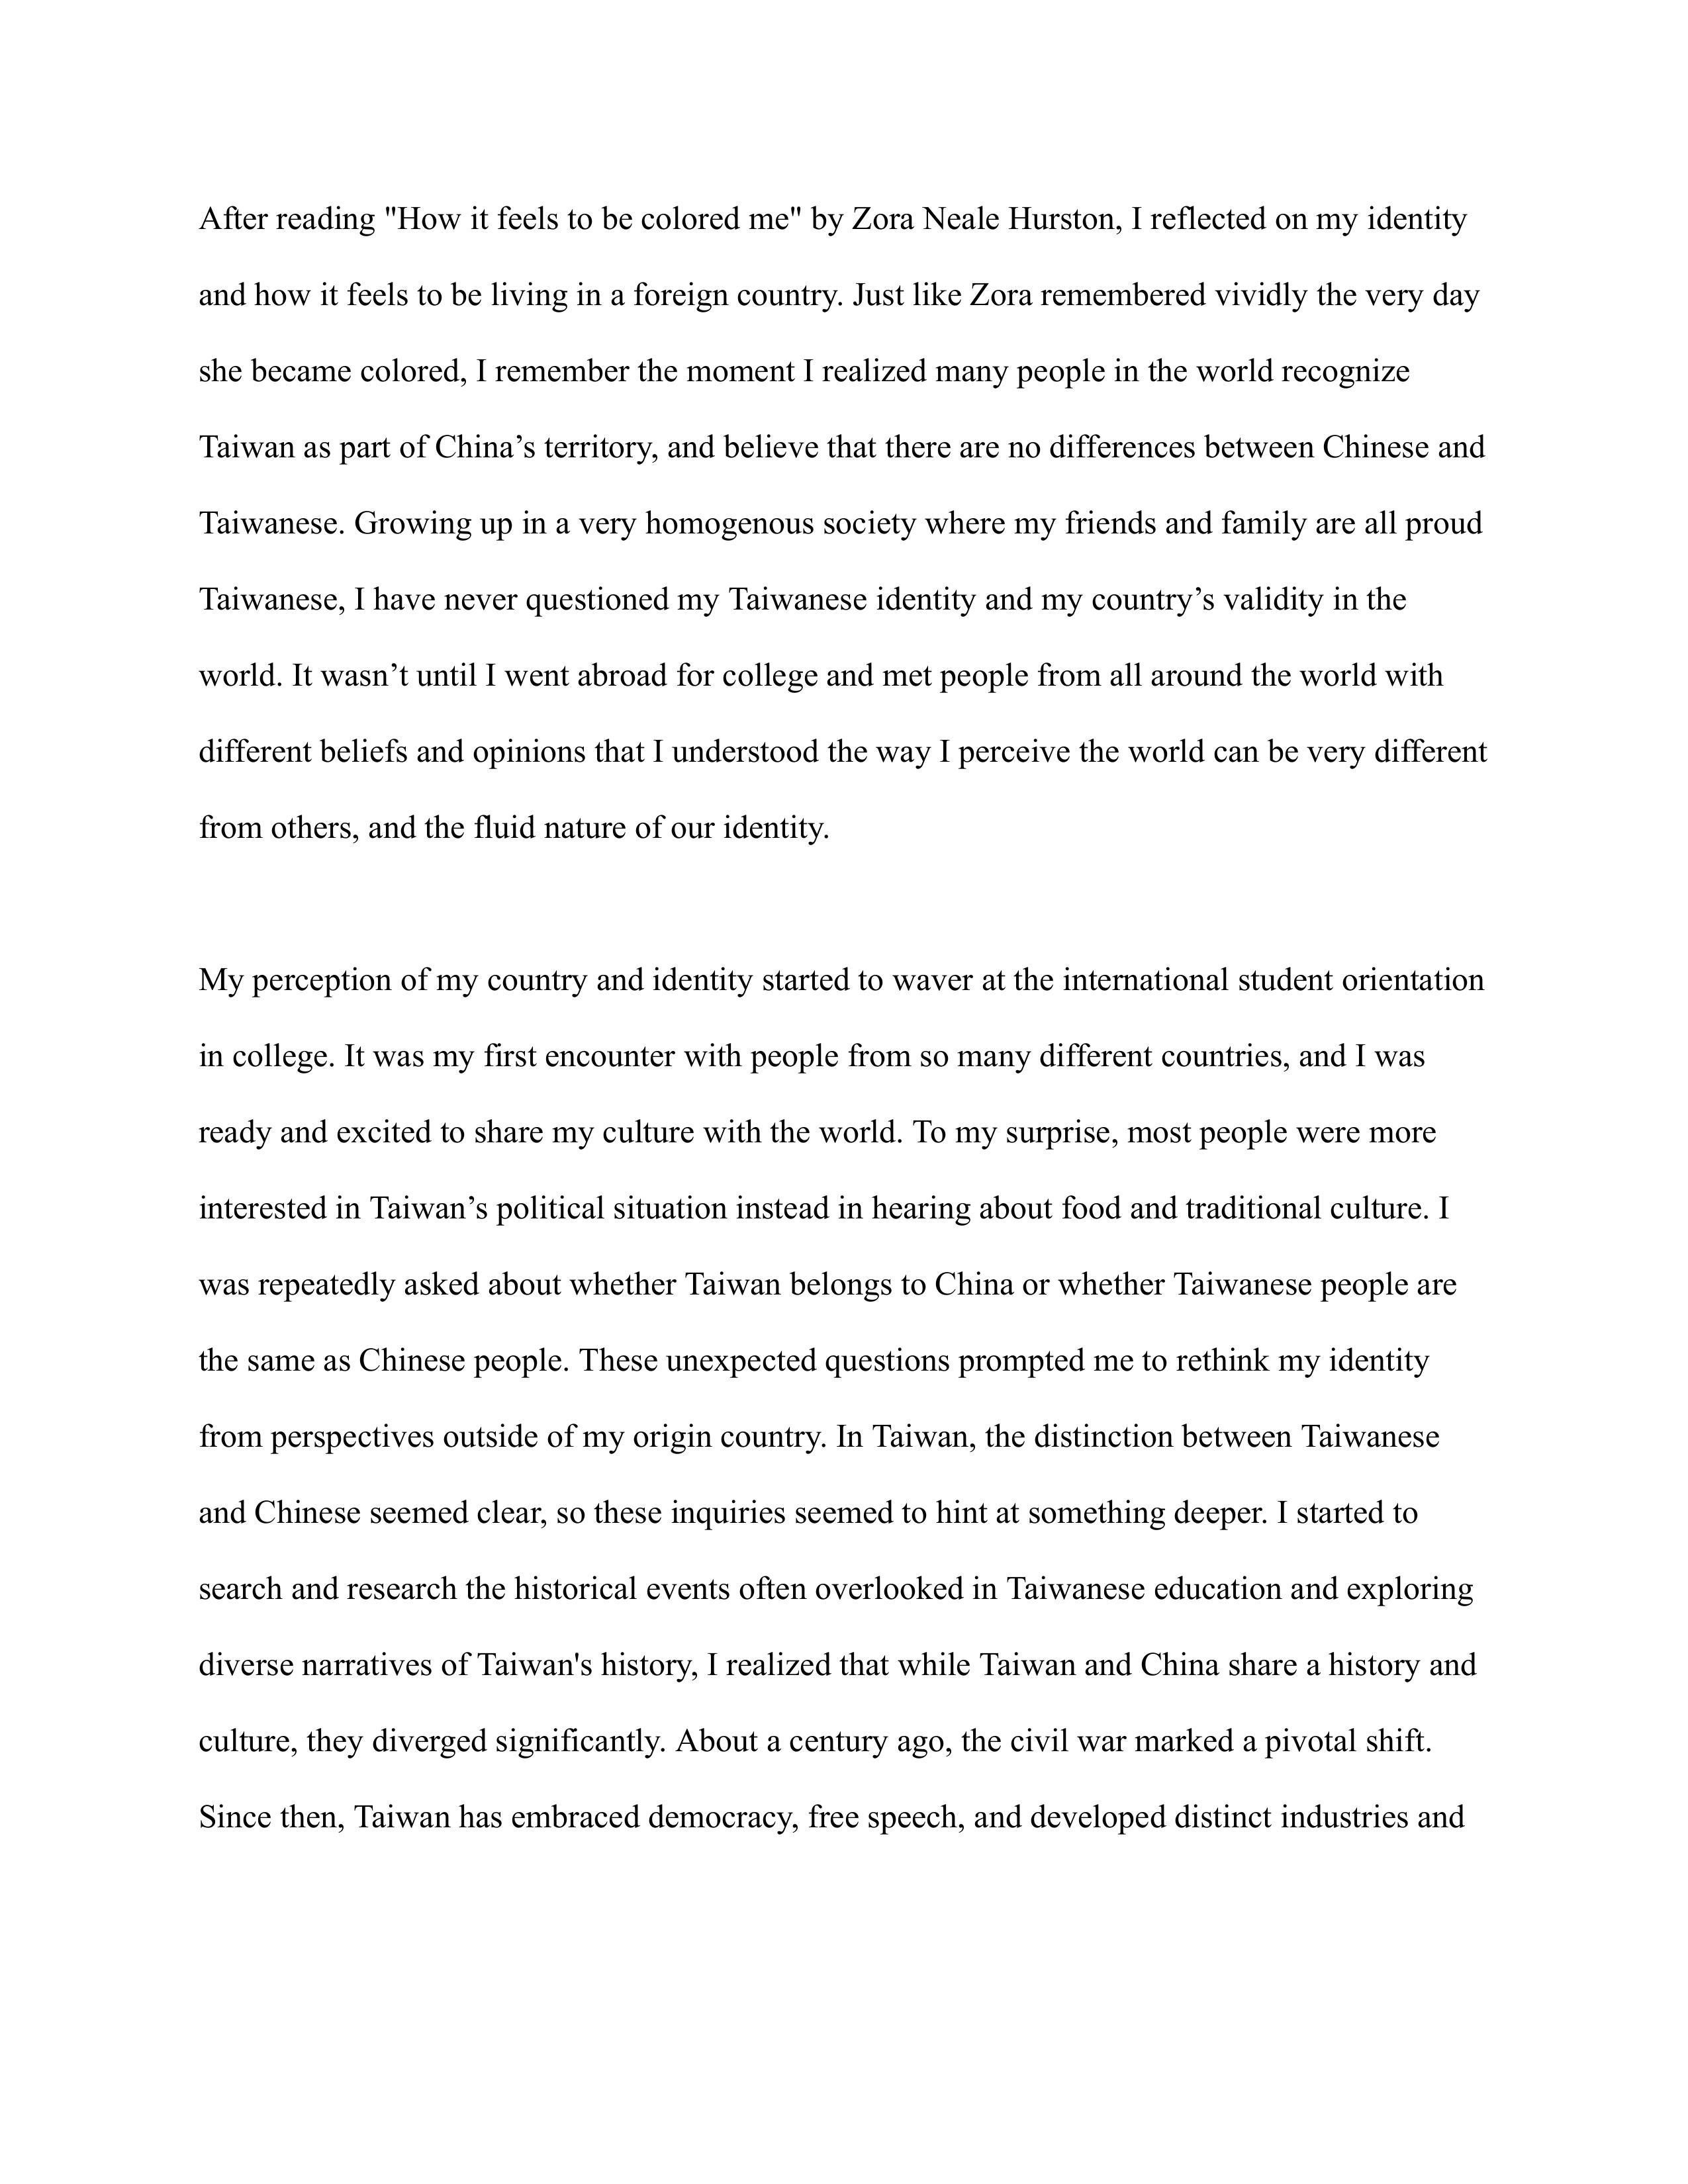 After reading "How it feels to be colored me" by Zora Neale Hurston, I reflected on my identity
and how it feels to be living in a foreign country. Just like Zora remembered vividly the very day
she became colored, I remember the moment I realized many people in the world recognize
Taiwan as part of China’s territory, and believe that there are no differences between Chinese and
Taiwanese. Growing up in a very homogenous society where my friends and family are all proud
Taiwanese, I have never questioned my Taiwanese identity and my country’s validity in the
world. It wasn’t until I went abroad for college and met people from all around the world with
different beliefs and opinions that I understood the way I perceive the world can be very different
from others, and the fluid nature of our identity.
My perception of my country and identity started to waver at the international student orientation
in college. It was my first encounter with people from so many different countries, and I was
ready and excited to share my culture with the world. To my surprise, most people were more
interested in Taiwan’s political situation instead in hearing about food and traditional culture. I
was repeatedly asked about whether Taiwan belongs to China or whether Taiwanese people are
the same as Chinese people. These unexpected questions prompted me to rethink my identity
from perspectives outside of my origin country. In Taiwan, the distinction between Taiwanese
and Chinese seemed clear, so these inquiries seemed to hint at something deeper. I started to
search and research the historical events often overlooked in Taiwanese education and exploring
diverse narratives of Taiwan's history, I realized that while Taiwan and China share a history and
culture, they diverged significantly. About a century ago, the civil war marked a pivotal shift.
Since then, Taiwan has embraced democracy, free speech, and developed distinct industries and